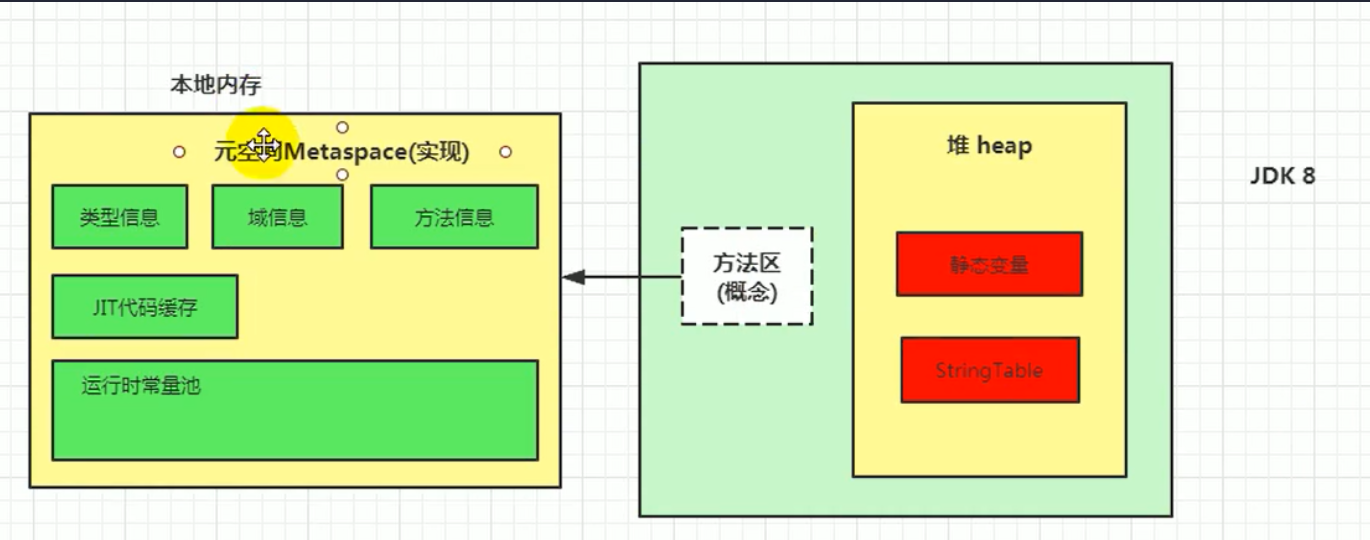 本地内存
元空间Metaspace(实现)
类型信息
域信息
方法信息
JIT代码缓存
运行时常量池
方法区
(概念)
堆 heap
静态变量
StringTable
JDK 8